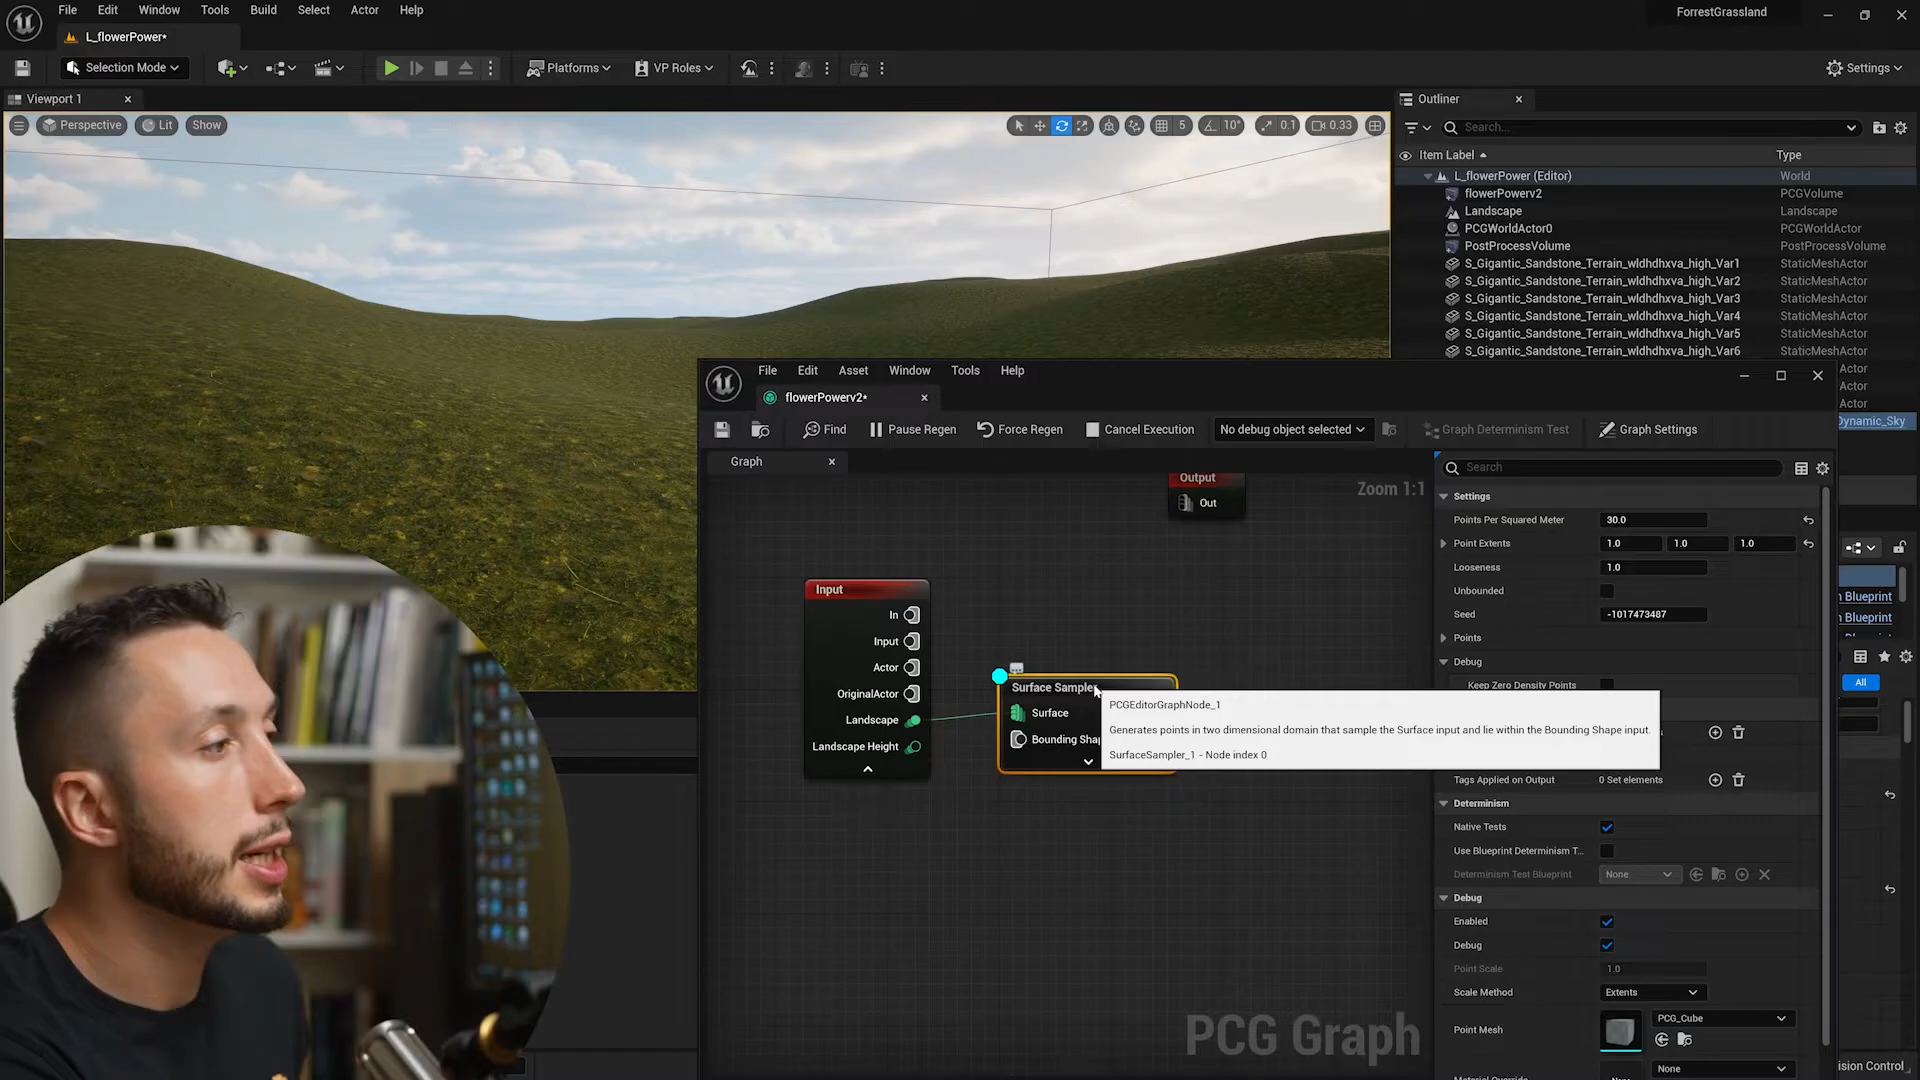 File Edit Window Tools Build Select Actor Help
ForrestGrassland
L_flowerPower*
Selection Mode
Platforms
VP Roles
Settings
Viewport 1
Outliner
Perspective
Lit
Show
5
10°
0.1
0.33
Search...
Item Label
Type
L_flowerPower (Editor)
World
flowerPowerv2
PCGVolume
Landscape
Landscape
PCGWorldActor0
PCGWorldActor
PostProcessVolume
PostProcessVolume
S_Gigantic_Sandstone_Terrain_wldhdhxva_high_Var1
StaticMeshActor
S_Gigantic_Sandstone_Terrain_wldhdhxva_high_Var2
StaticMeshActor
S_Gigantic_Sandstone_Terrain_wldhdhxva_high_Var3
StaticMeshActor
S_Gigantic_Sandstone_Terrain_wldhdhxva_high_Var4
StaticMeshActor
S_Gigantic_Sandstone_Terrain_wldhdhxva_high_Var5
StaticMeshActor
S_Gigantic_Sandstone_Terrain_wldhdhxva_high_Var6
StaticMeshActor
Actor
Actor
Actor
Dynamic_Sky
Blueprint
Blueprint
All
File Edit Asset Window Tools Help
flowerPowerv2*
Find
Pause Regen
Force Regen
Cancel Execution
No debug object selected
Graph Determinism Test
Graph Settings
Graph
Zoom 1:1
Output
Out
Input
In
Input
Actor
OriginalActor
Landscape
Landscape Height
Surface Sampler
Surface
Bounding Shap
PCGEditorGraphNode_1
Generates points in two dimensional domain that sample the Surface input and lie within the Bounding Shape input.
SurfaceSampler_1 - Node index 0
PCG Graph
Search
Settings
Points Per Squared Meter
30.0
Point Extents
1.0
1.0
1.0
Looseness
1.0
Unbounded
Seed
-1017473487
Points
Debug
Keep Zero Density Points
Tags Applied on Output
0 Set elements
Determinism
Native Tests
Use Blueprint Determinism T...
Determinism Test Blueprint
None
Debug
Enabled
Debug
Point Scale
1.0
Scale Method
Extents
Point Mesh
PCG_Cube
None
ision Control